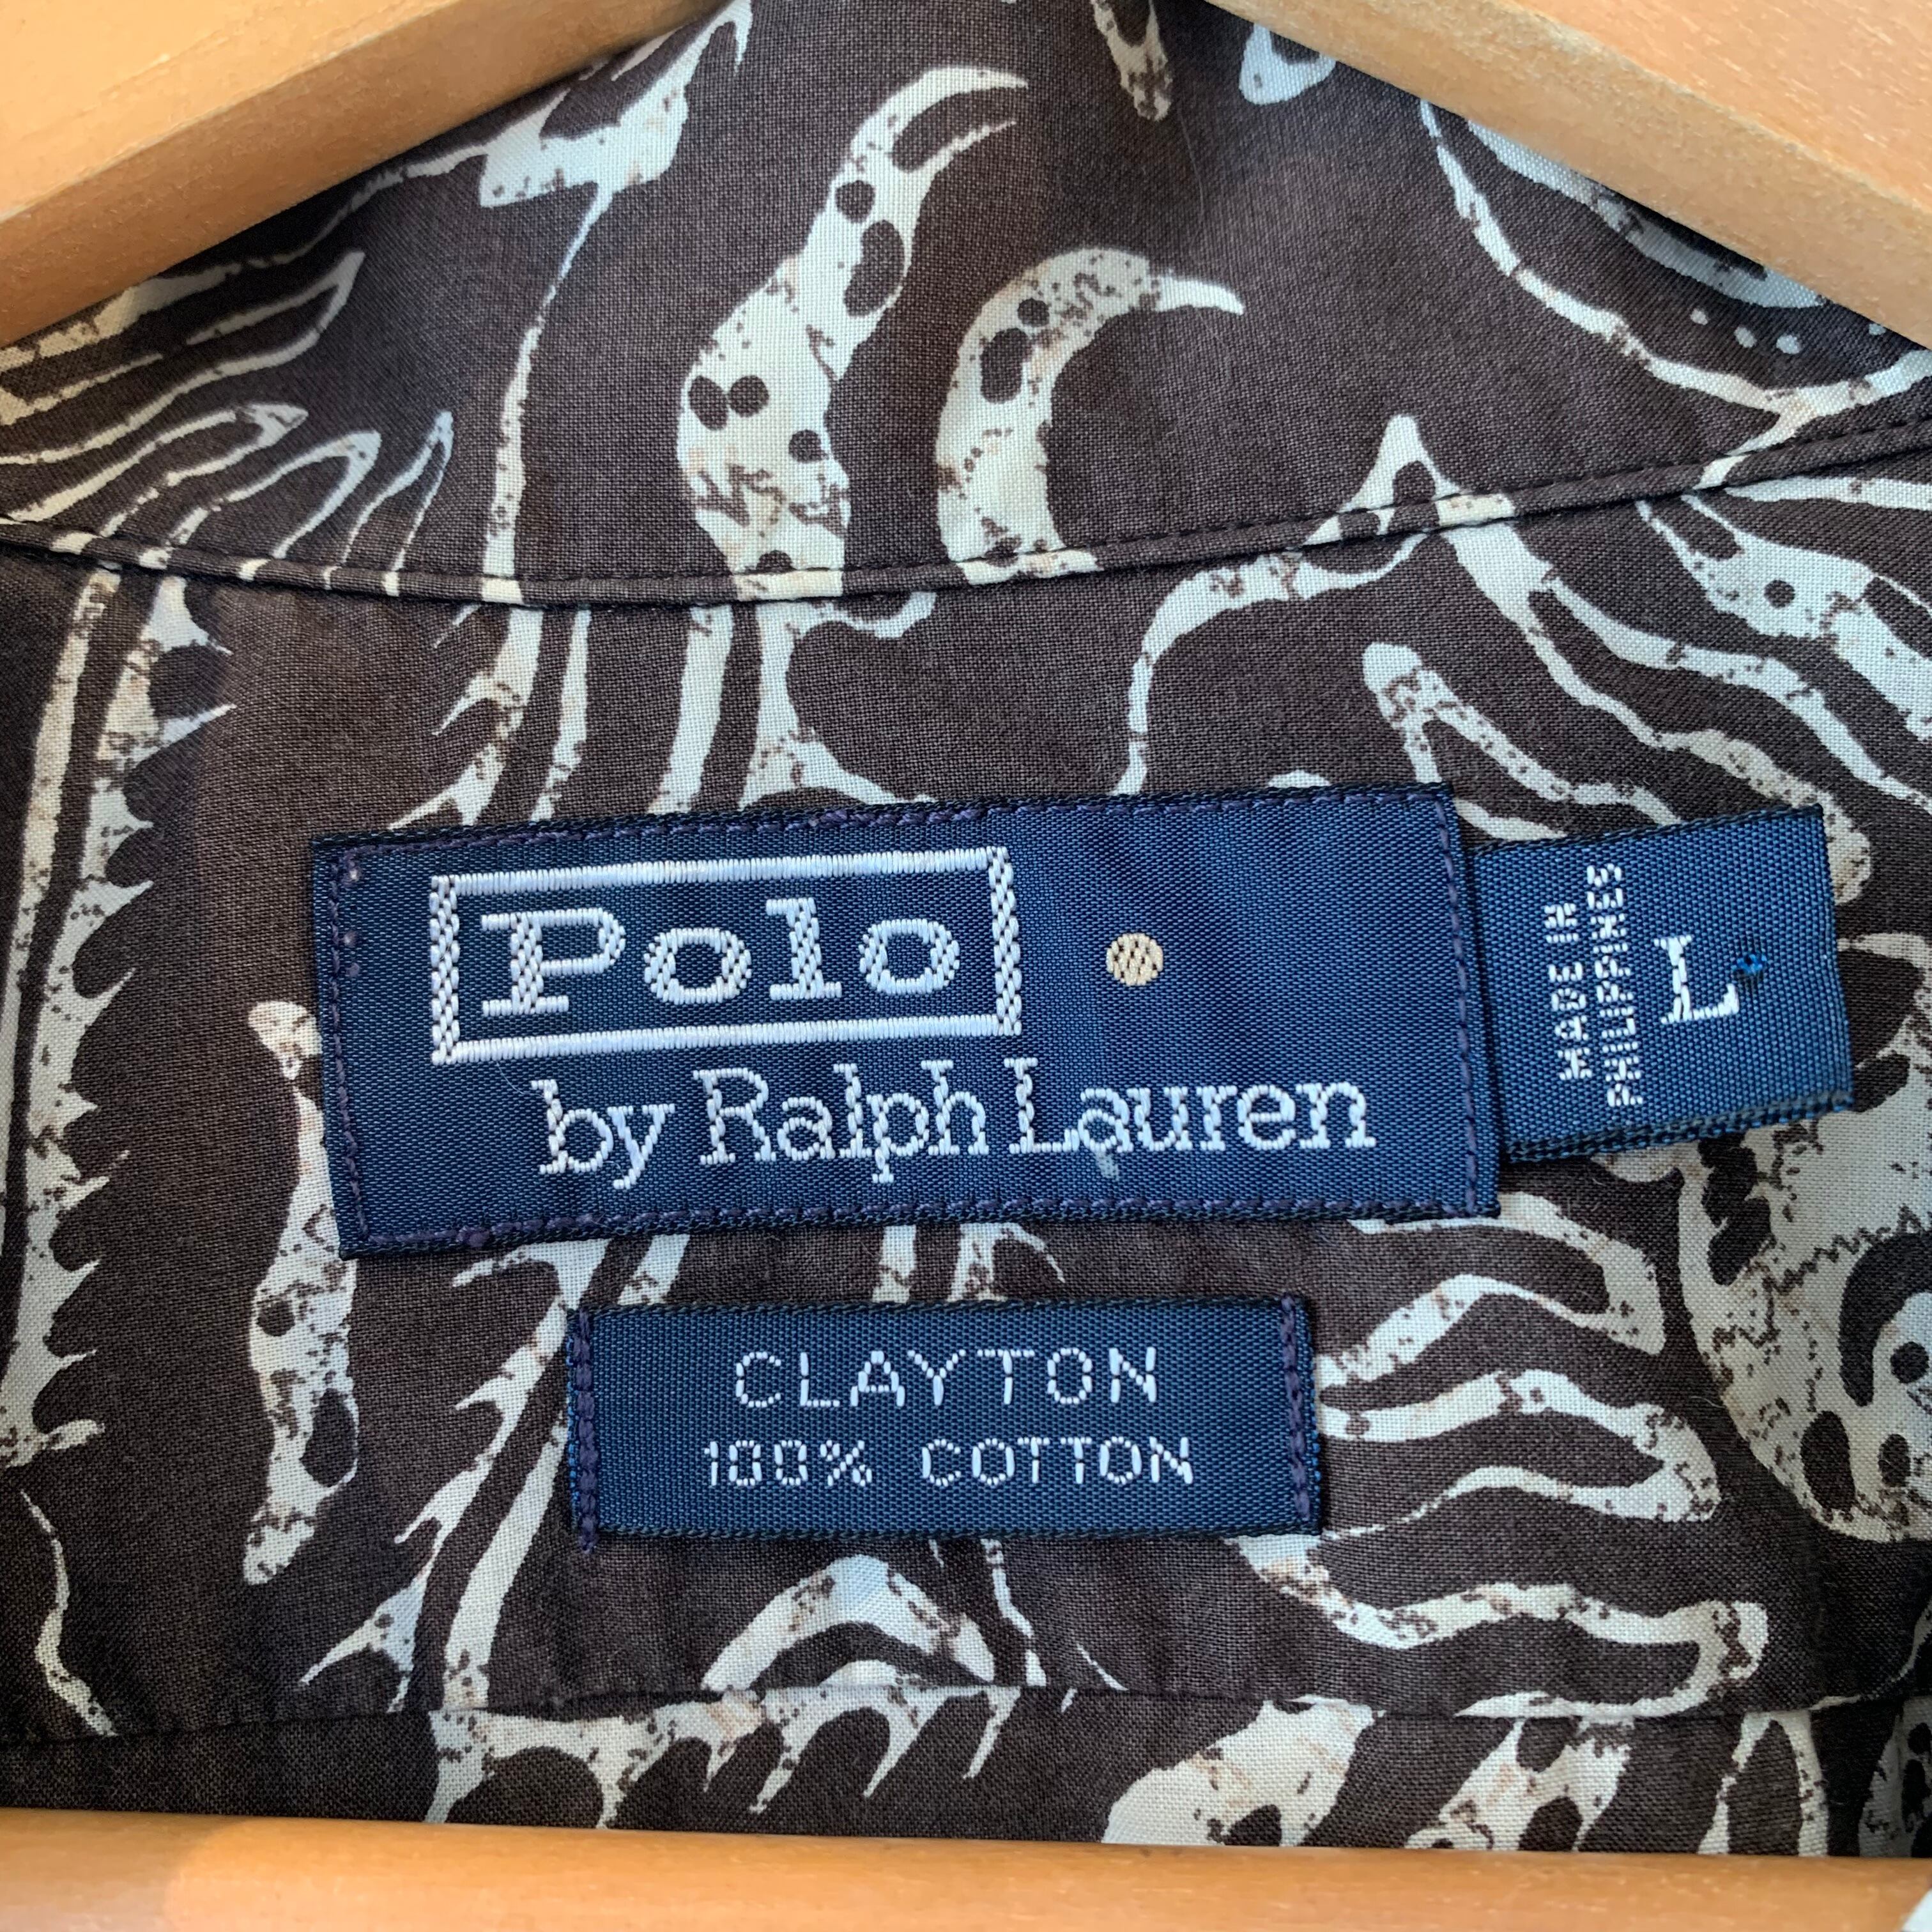 Polo
by Ralph Lauren
MADE IN
PHILIPPINES
L
CLAYTON
100% COTTON